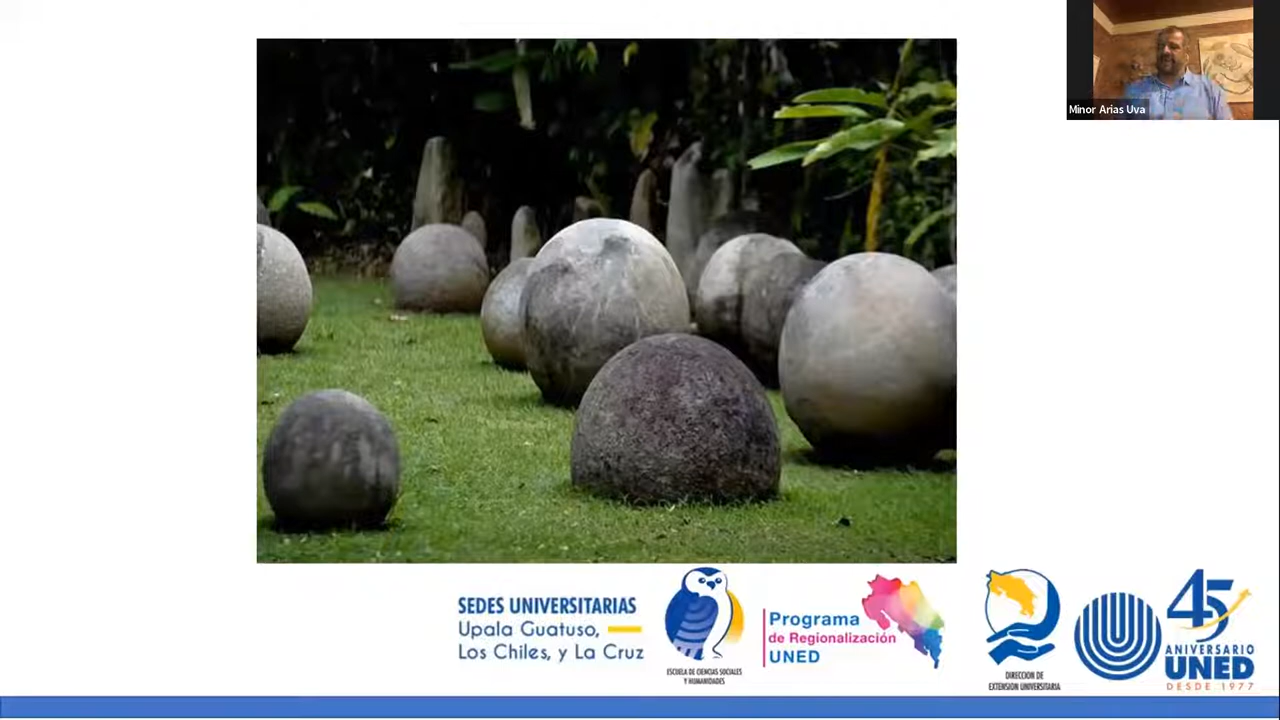 Minor Arias Uva
SEDES UNIVERSITARIAS
Upala Guatuso,
Los Chiles, y La Cruz
ESCUELA DE CIENCIAS SOCIALES
Y HUMANIDADES
Programa
de Regionalización
UNED
DIRECCION DE
EXTENSION UNIVERSITARIA
45
ANIVERSARIO
UNED
DESDE 1977